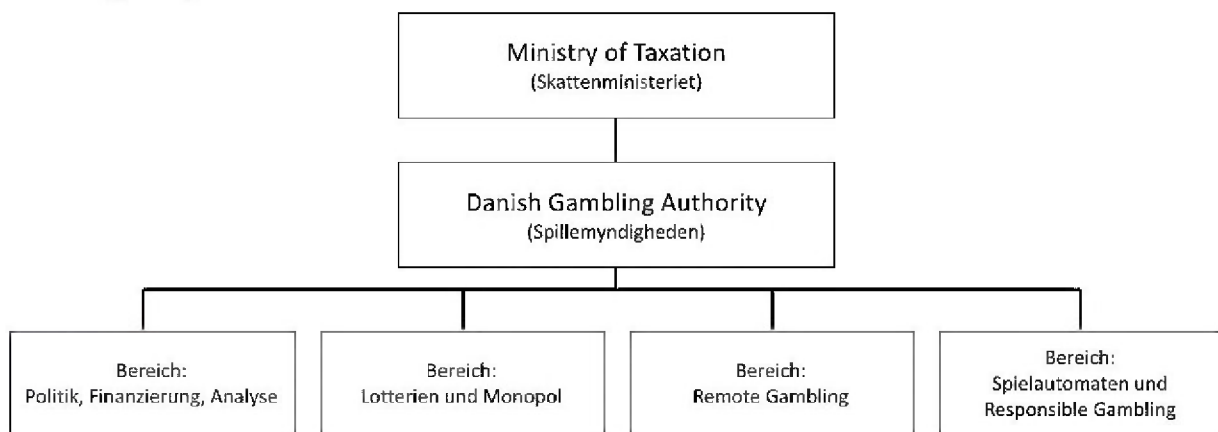 Ministry of Taxation
(Skattenministeriet)
Danish Gambling Authority
(Spillemyndigheden)
Bereich:
Politik, Finanzierung, Analyse
Bereich:
Lotterien und Monopol
Bereich:
Remote Gambling
Bereich:
Spielautomaten und
Responsible Gambling